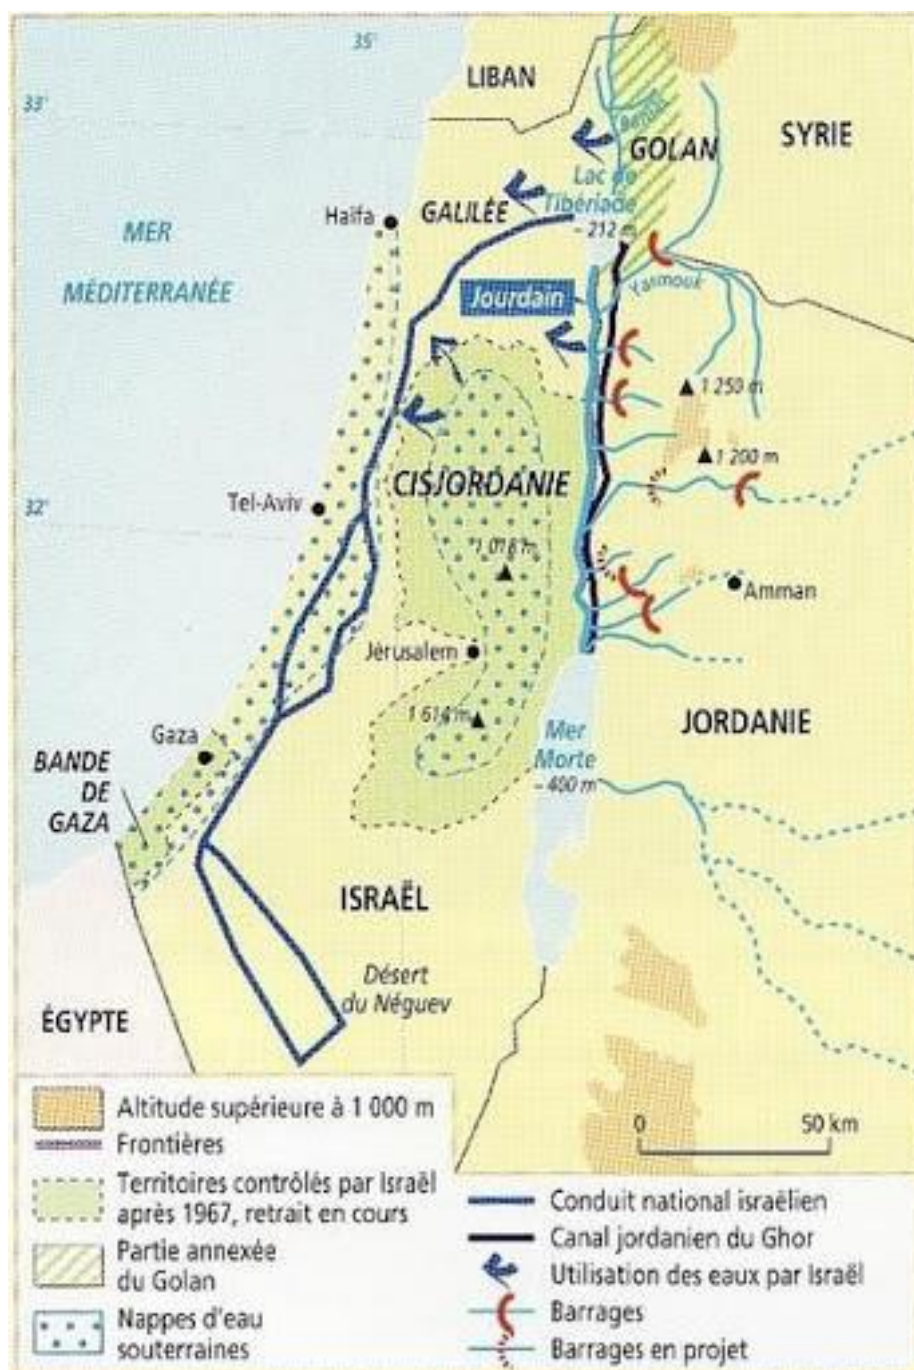 35°
33°
LIBAN
SYRIE
Banias
GOLAN
Lac de
Tibériade
- 212 m
Haïfa
GALILÉE
MER
MÉDITERRANÉE
Jourdain
Yarmouk
1 250 m
1 200 m
CISJORDANIE
32°
Tel-Aviv
1 018 m
Amman
Jérusalem
1 614 m
JORDANIE
Gaza
Mer
Morte
- 400 m
BANDE
DE
GAZA
ISRAËL
Désert
du Néguev
ÉGYPTE
0 50 km
Altitude supérieure à 1 000 m
Frontières
Territoires contrôlés par Israël
après 1967, retrait en cours
Partie annexée
du Golan
Nappes d'eau
souterraines
Conduit national israélien
Canal jordanien du Ghor
Utilisation des eaux par Israël
Barrages
Barrages en projet